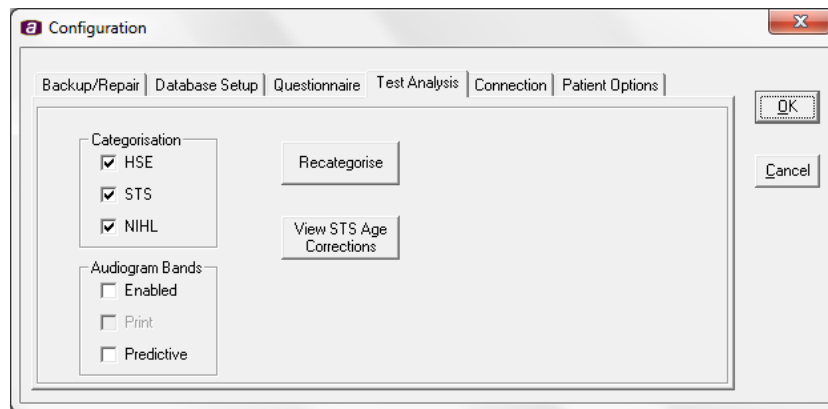 a Configuration
Backup/Repair Database Setup Questionnaire Test Analysis Connection Patient Options
Categorisation
HSE
STS
NIHL
Recategorise
View STS Age
Corrections
Audiogram Bands
Enabled
Print
Predictive
OK
Cancel